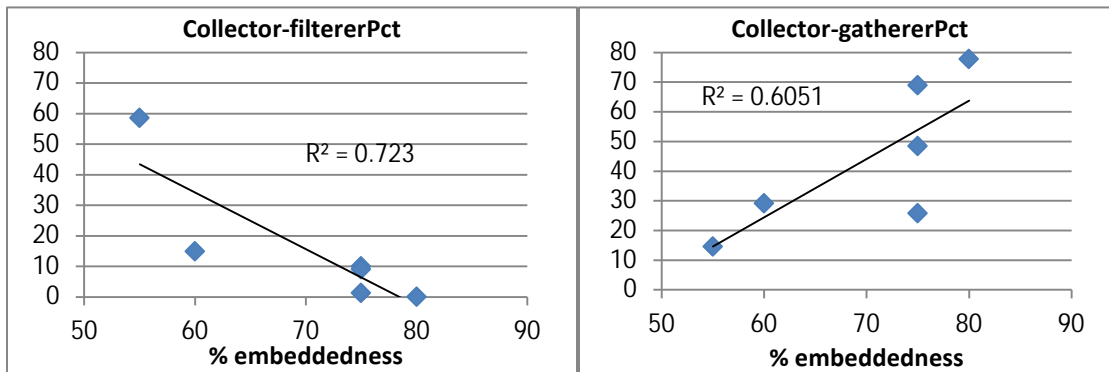 Collector-filtererPct
80
70
60
50
40
30
20
10
0
R² = 0.723
50 60 70 80 90
% embeddedness
Collector-gathererPct
80
70
60
50
40
30
20
10
0
R² = 0.6051
50 60 70 80 90
% embeddedness